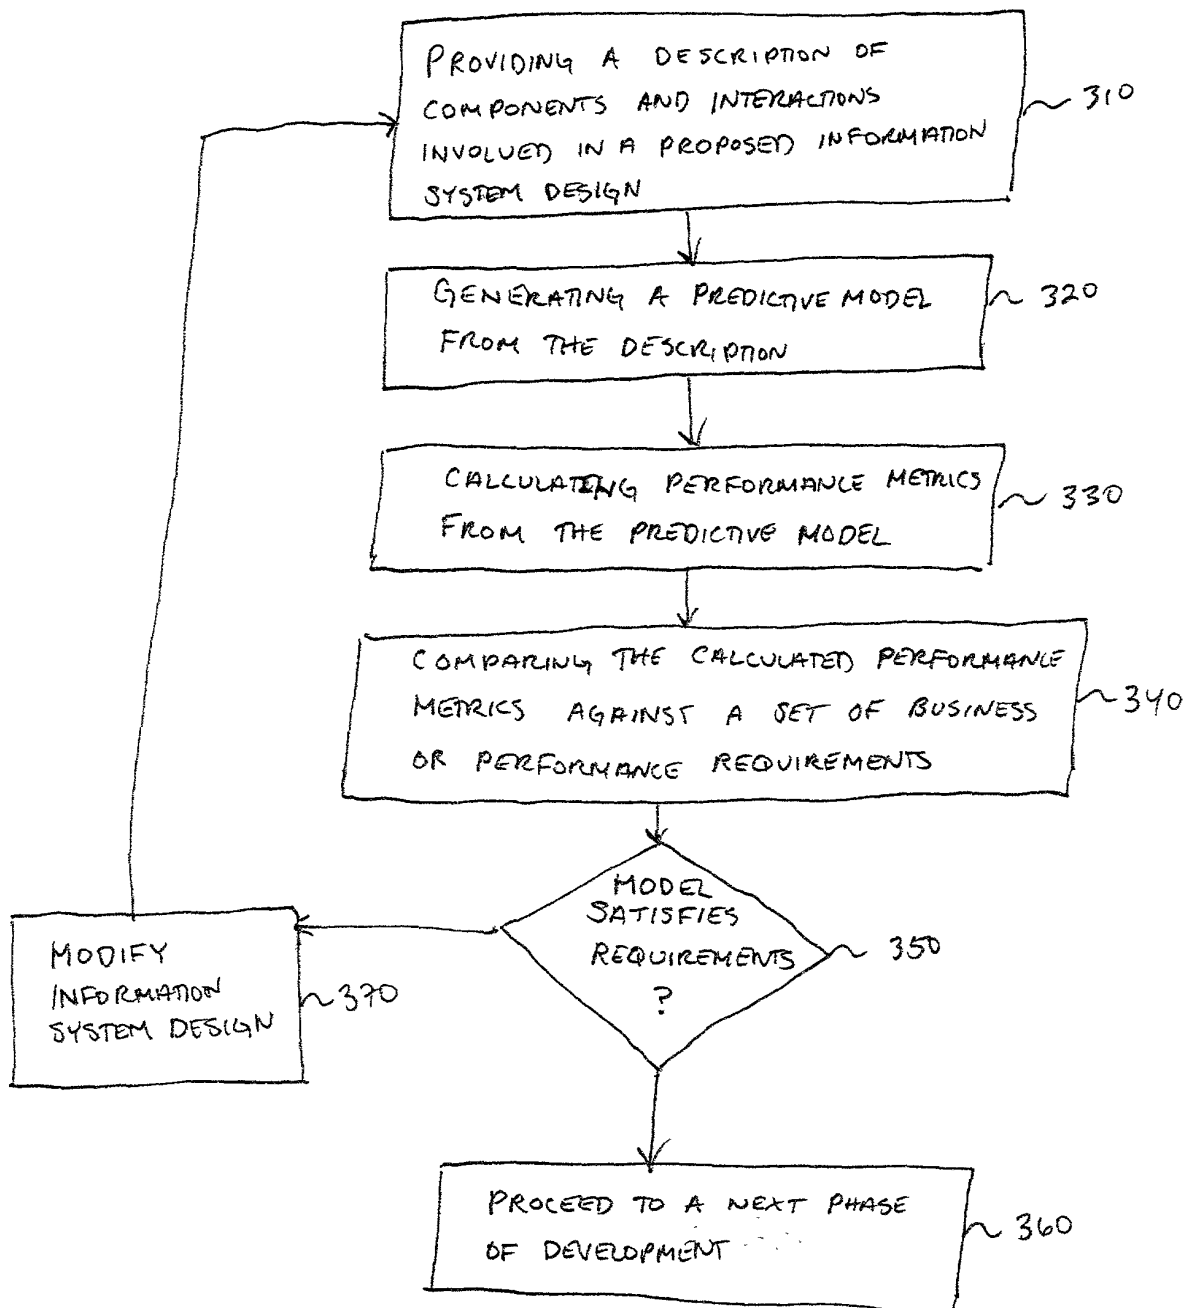 PROVIDING A DESCRIPTION OF
COMPONENTS AND INTERACTIONS
INVOLVED IN A PROPOSED INFORMATION
SYSTEM DESIGN
310
GENERATING A PREDICTIVE MODEL
FROM THE DESCRIPTION
320
CALCULATING PERFORMANCE METRICS
FROM THE PREDICTIVE MODEL
330
COMPARING THE CALCULATED PERFORMANCE
METRICS AGAINST A SET OF BUSINESS
OR PERFORMANCE REQUIREMENTS
340
MODEL
SATISFIES
REQUIREMENTS
?
350
MODIFY
INFORMATION
SYSTEM DESIGN
370
PROCEED TO A NEXT PHASE
OF DEVELOPMENT
360